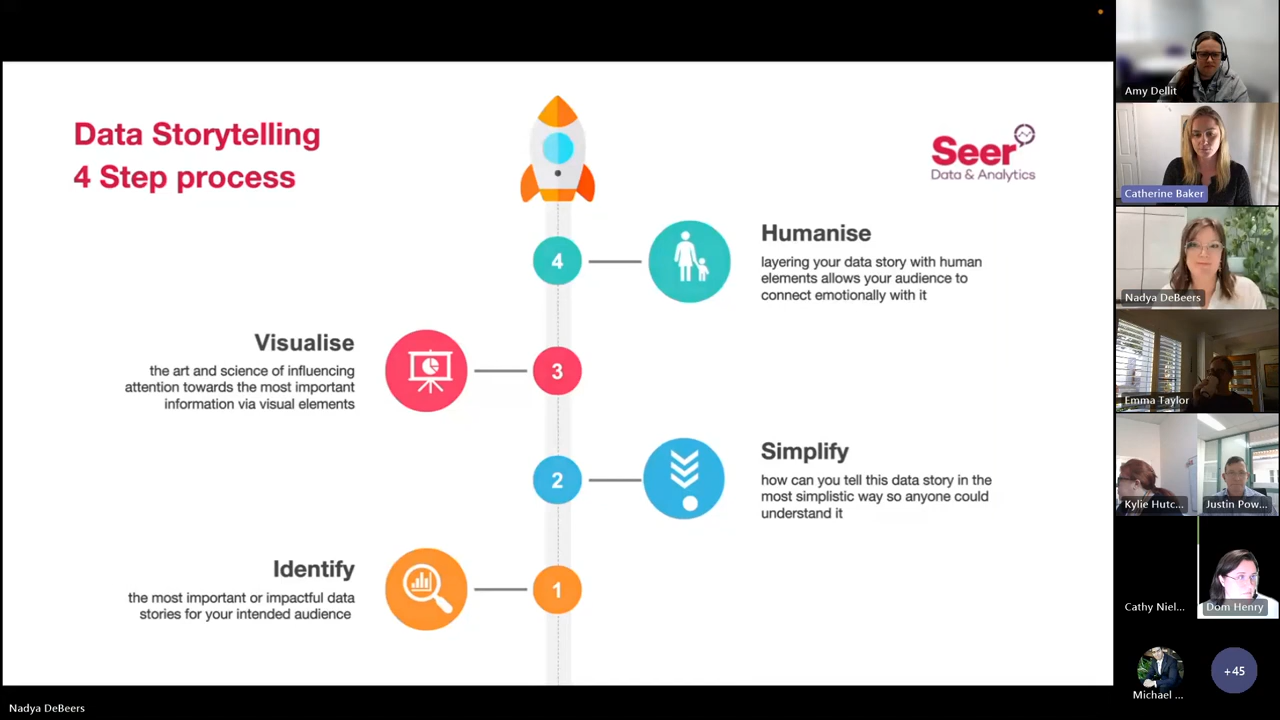 Data Storytelling
4 Step process
Seer
Data & Analytics
4
Humanise
layering your data story with human
elements allows your audience to
connect emotionally with it
Visualise
the art and science of influencing
attention towards the most important
information via visual elements
3
2
Simplify
how can you tell this data story in the
most simplistic way so anyone could
understand it
Identify
the most important or impactful data
stories for your intended audience
1
Amy Dellit
Catherine Baker
Nadya DeBeers
Emma Taylor
Kylie Hutc...
Justin Pow...
Cathy Niel...
Dom Henry
Michael ...
+45
Nadya DeBeers